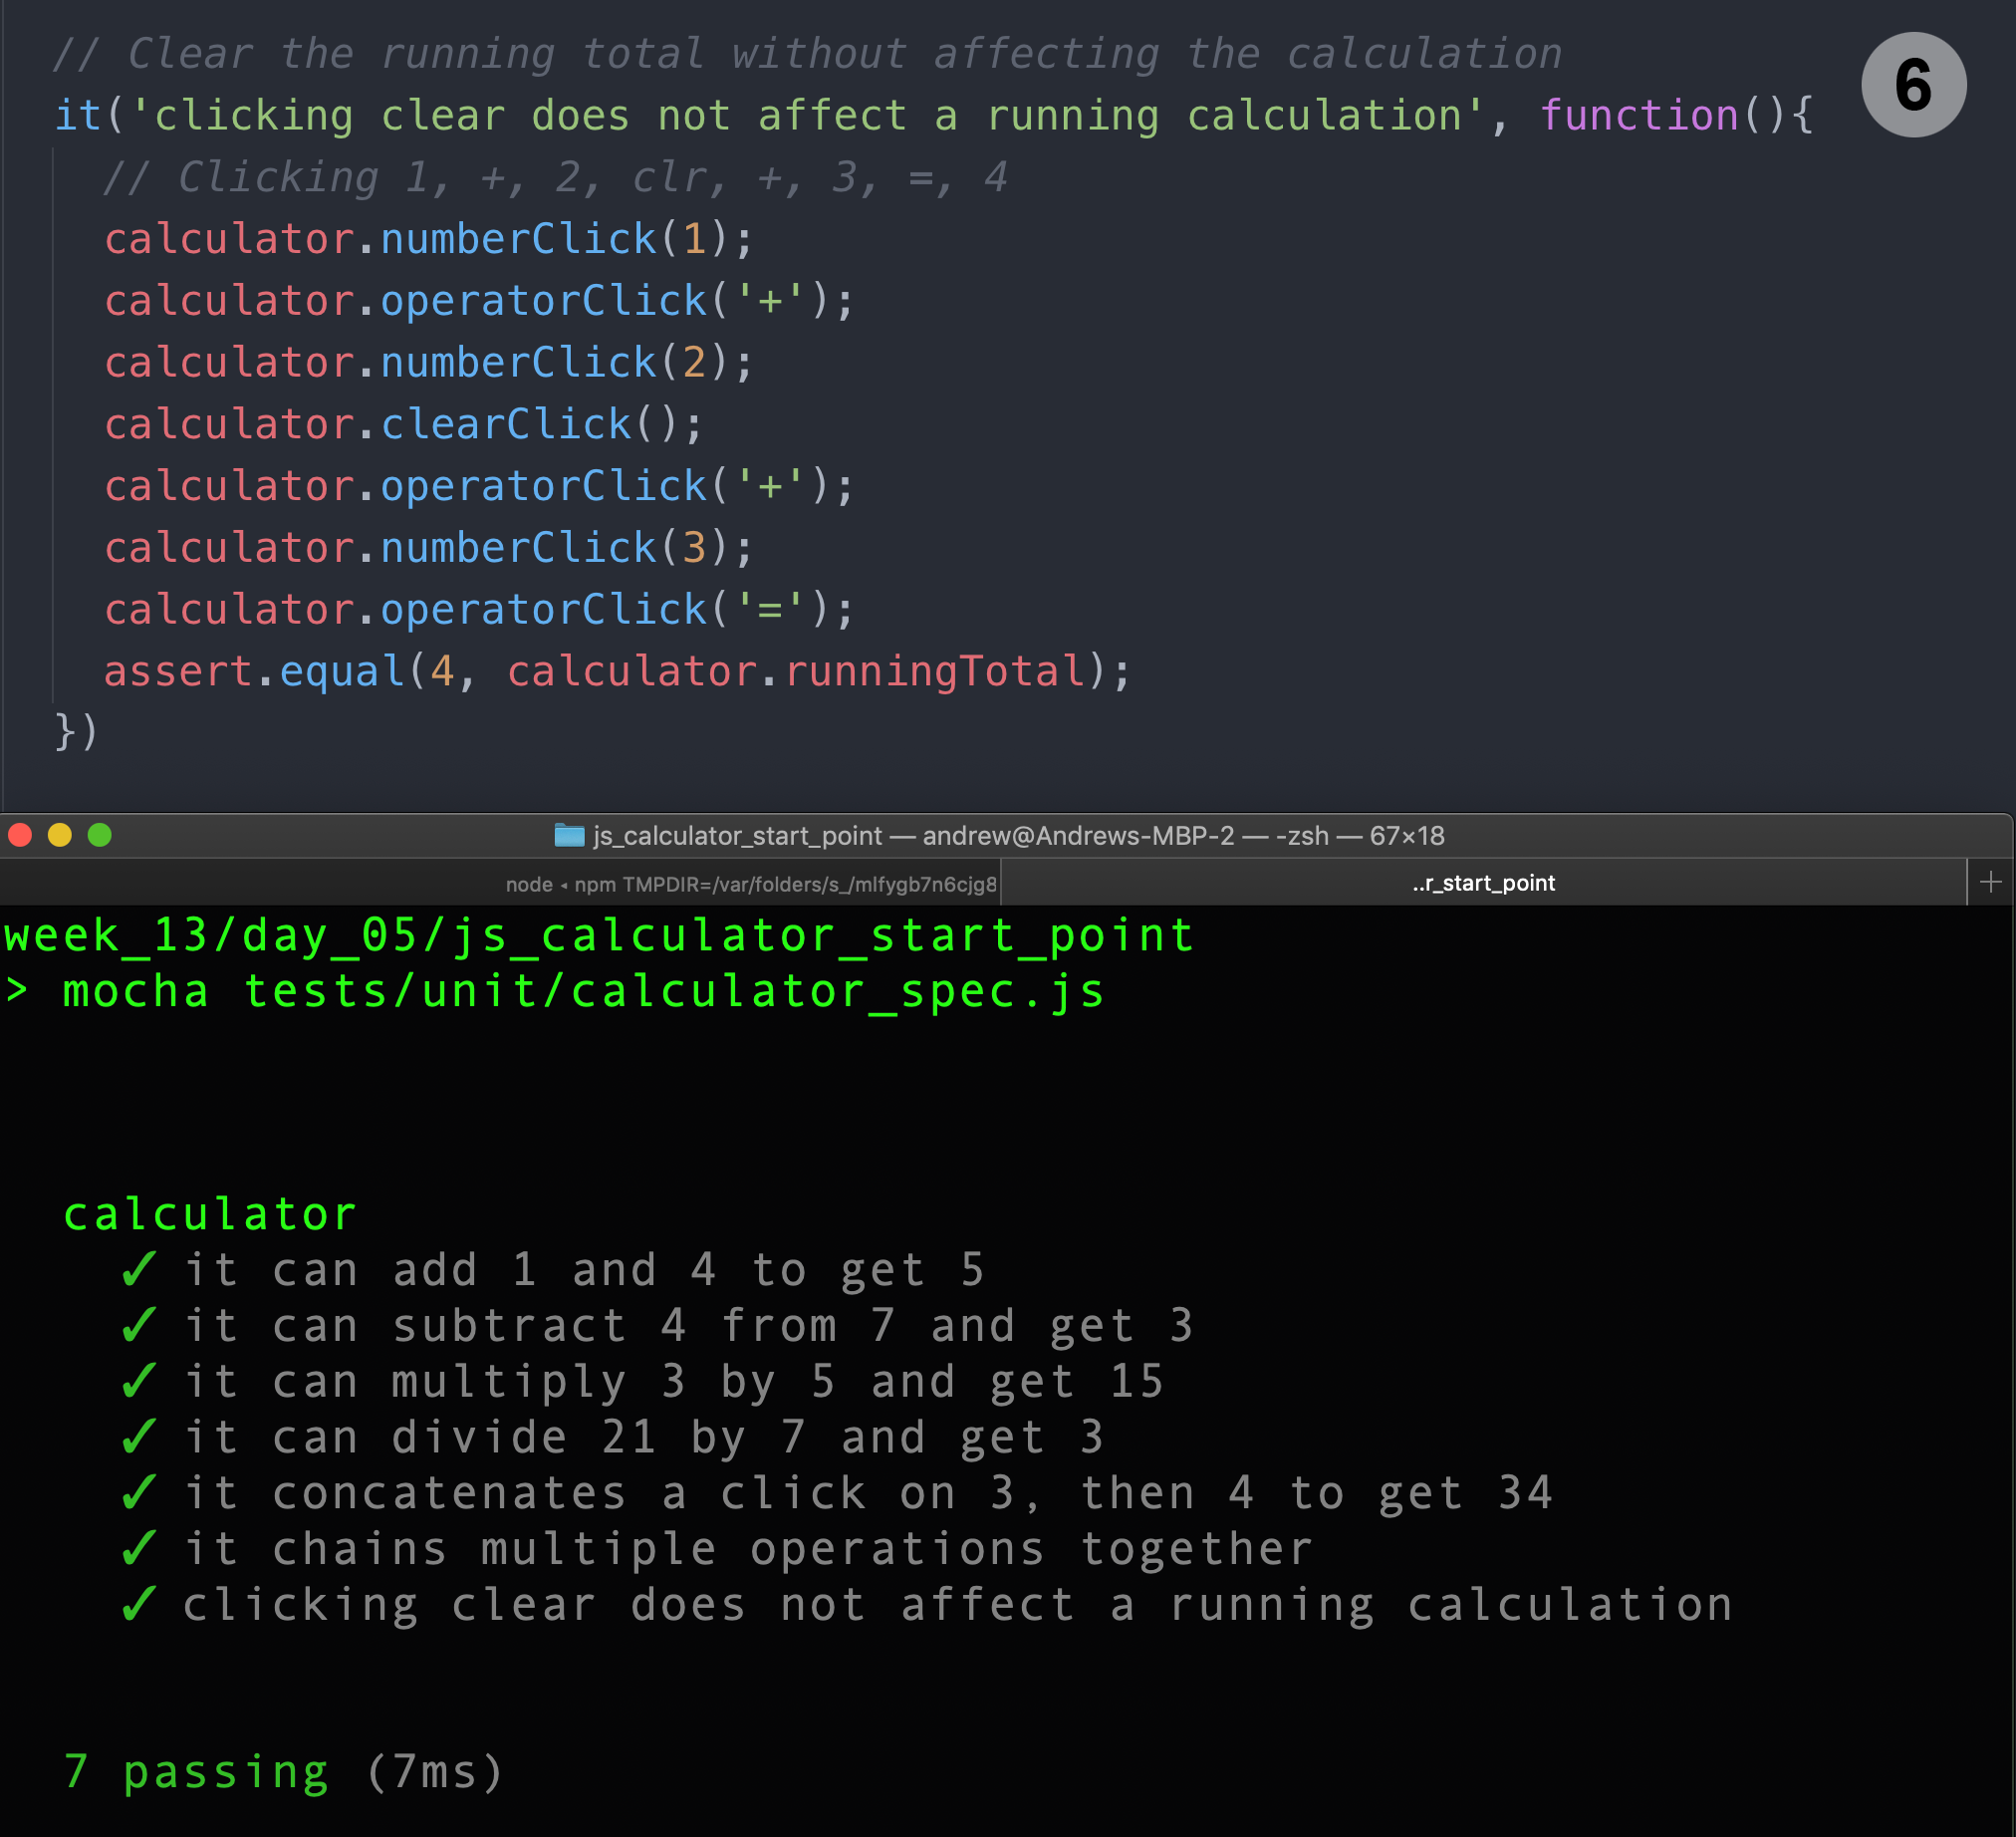 // Clear the running total without affecting the calculation
6
it('clicking clear does not affect a running calculation', function(){
// Clicking 1, +, 2, clr, +, 3, =, 4
calculator.numberClick(1);
calculator.operatorClick('+');
calculator.numberClick(2);
calculator.clearClick();
calculator.operatorClick('+');
calculator.numberClick(3);
calculator.operatorClick('=');
assert.equal(4, calculator.runningTotal);
})
js_calculator_start_point — andrew@Andrews-MBP-2 — -zsh — 67×18
node ◂ npm TMPDIR=/var/folders/s_/mlfygb7n6cjg8
..r_start_point
week_13/day_05/js_calculator_start_point
> mocha tests/unit/calculator_spec.js
calculator
✓ it can add 1 and 4 to get 5
✓ it can subtract 4 from 7 and get 3
✓ it can multiply 3 by 5 and get 15
✓ it can divide 21 by 7 and get 3
✓ it concatenates a click on 3, then 4 to get 34
✓ it chains multiple operations together
✓ clicking clear does not affect a running calculation
7 passing (7ms)